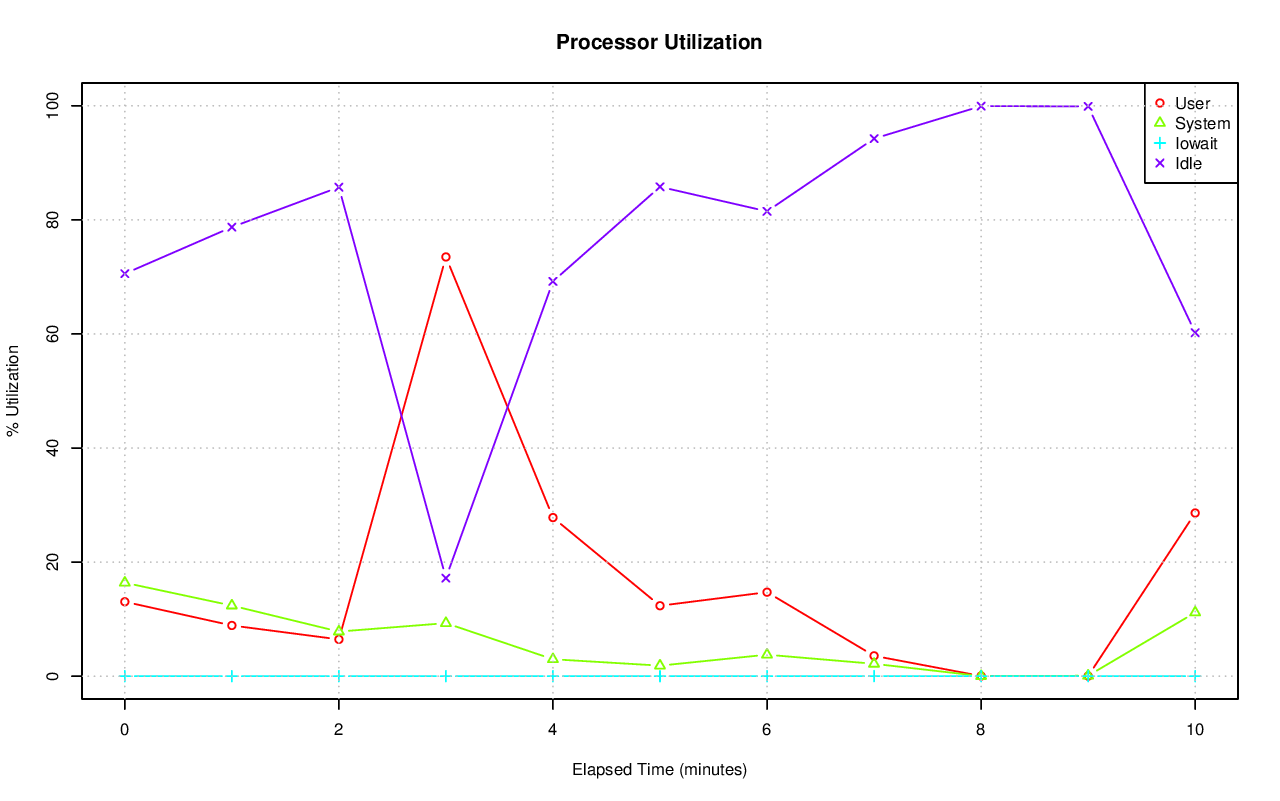 Processor Utilization
User
System
Iowait
Idle
100
80
60
40
20
0
% Utilization
0 2 4 6 8 10
Elapsed Time (minutes)